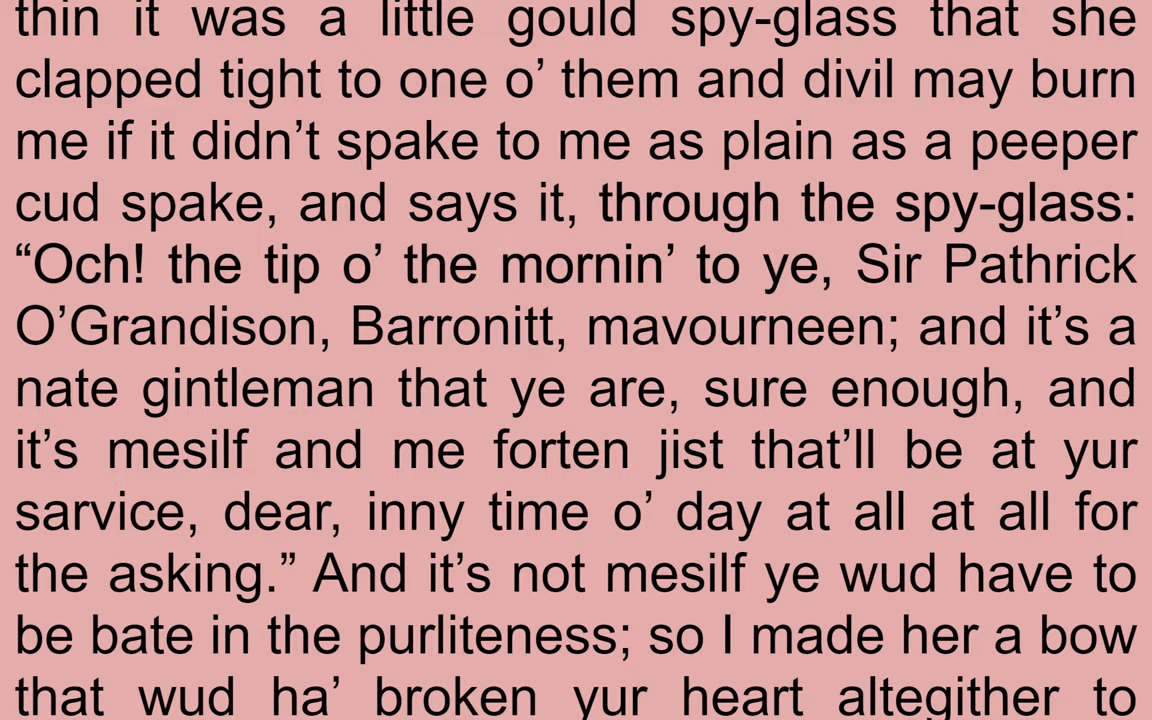 thin it was a little gould spy-glass that she
clapped tight to one o’ them and divil may burn
me if it didn’t spake to me as plain as a peeper
cud spake, and says it, through the spy-glass:
“Och! the tip o’ the mornin’ to ye, Sir Pathrick
O’Grandison, Barronitt, mavourneen; and it’s a
nate gintleman that ye are, sure enough, and
it’s mesilf and me forten jist that’ll be at yur
sarvice, dear, inny time o’ day at all at all for
the asking.” And it’s not mesilf ye wud have to
be bate in the purliteness; so I made her a bow
that wud ha’ broken yur heart altegither to